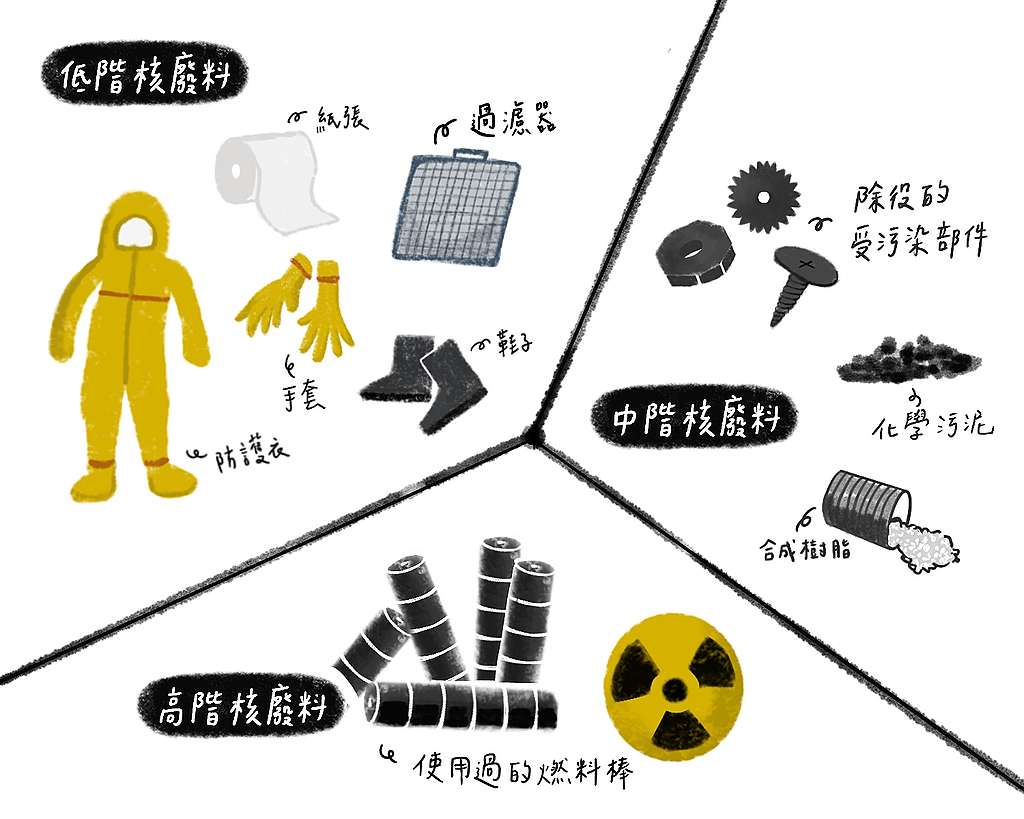 低階核廢料
紙張
過濾器
手套
鞋子
防護衣
除役的
受污染部件
中階核廢料
化學污泥
合成樹脂
高階核廢料
使用過的燃料棒